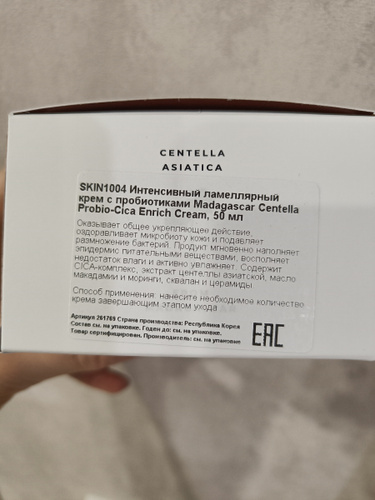 CENTELLA
ASIATICA
SKIN1004 Интенсивный ламеллярный
крем с пробиотиками Madagascar Centella
Probio-Cica Enrich Cream, 50 мл
Оказывает общее укрепляющее действие,
оздоравливает микробиоту кожи и подавляет
размножение бактерий. Продукт мгновенно наполняет
эпидермис питательными веществами, восполняет
недостаток влаги и активно увлажняет. Содержит
CICA-комплекс, экстракт центеллы азиатской, масло
макадамии и моринги, сквалан и церамиды.
Способ применения: нанесите необходимое количество
крема завершающим этапом ухода
Артикул 261769 Страна производства: Республика Корея
Состав см. на упаковке. Годен до: см. на упаковке.
Товар сертифицирован. Производитель: см. на упаковке
EAC